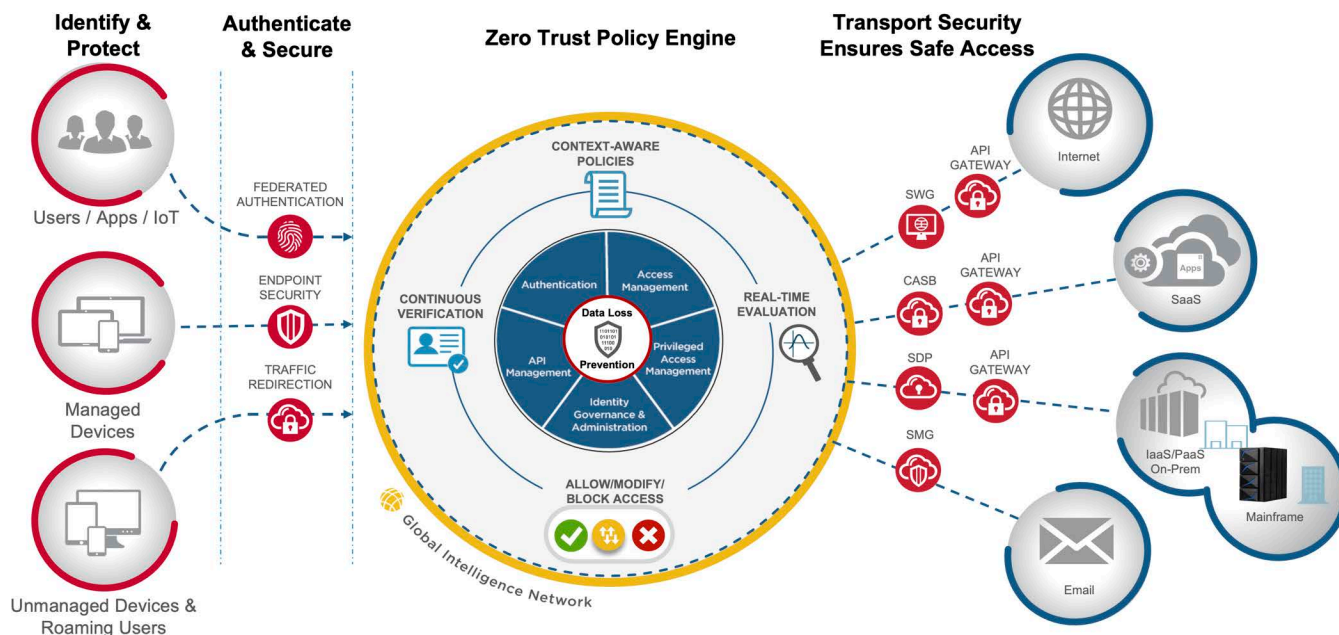 Identify &
Protect
Authenticate
& Secure
Zero Trust Policy Engine
Transport Security
Ensures Safe Access
Users / Apps / IoT
Managed
Devices
Unmanaged Devices &
Roaming Users
FEDERATED
AUTHENTICATION
ENDPOINT
SECURITY
TRAFFIC
REDIRECTION
CONTEXT-AWARE
POLICIES
CONTINUOUS
VERIFICATION
REAL-TIME
EVALUATION
Authentication
Access
Management
API
Management
Privileged
Access
Management
Identity
Governance &
Administration
Data Loss
1101101
010101
11100
010
Prevention
ALLOW/MODIFY/
BLOCK ACCESS
Global Intelligence Network
SWG
API
GATEWAY
Internet
CASB
API
GATEWAY
Apps
SaaS
SDP
API
GATEWAY
IaaS/PaaS
On-Prem
Mainframe
SMG
Email